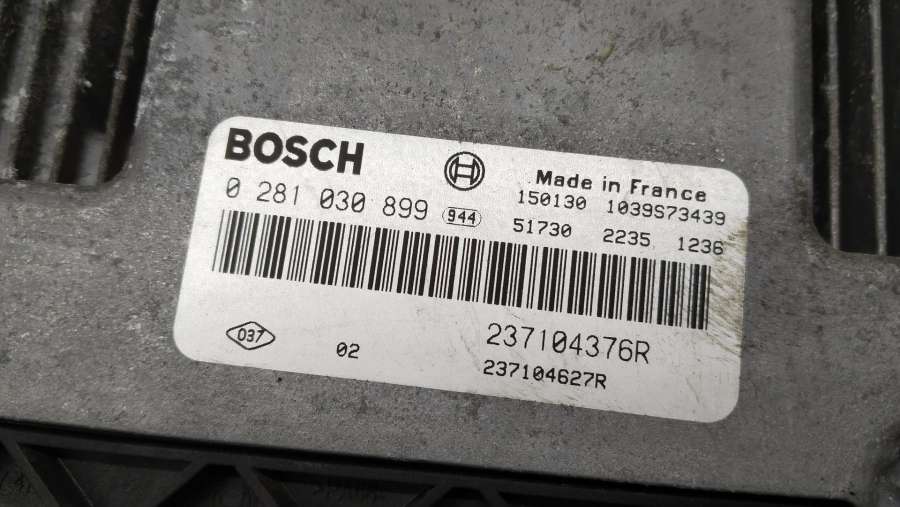 BOSCH
Made in France
0 281 030 899 944
150130 1039S73439
51730 2235 1236
037
02
237104376R
237104627R